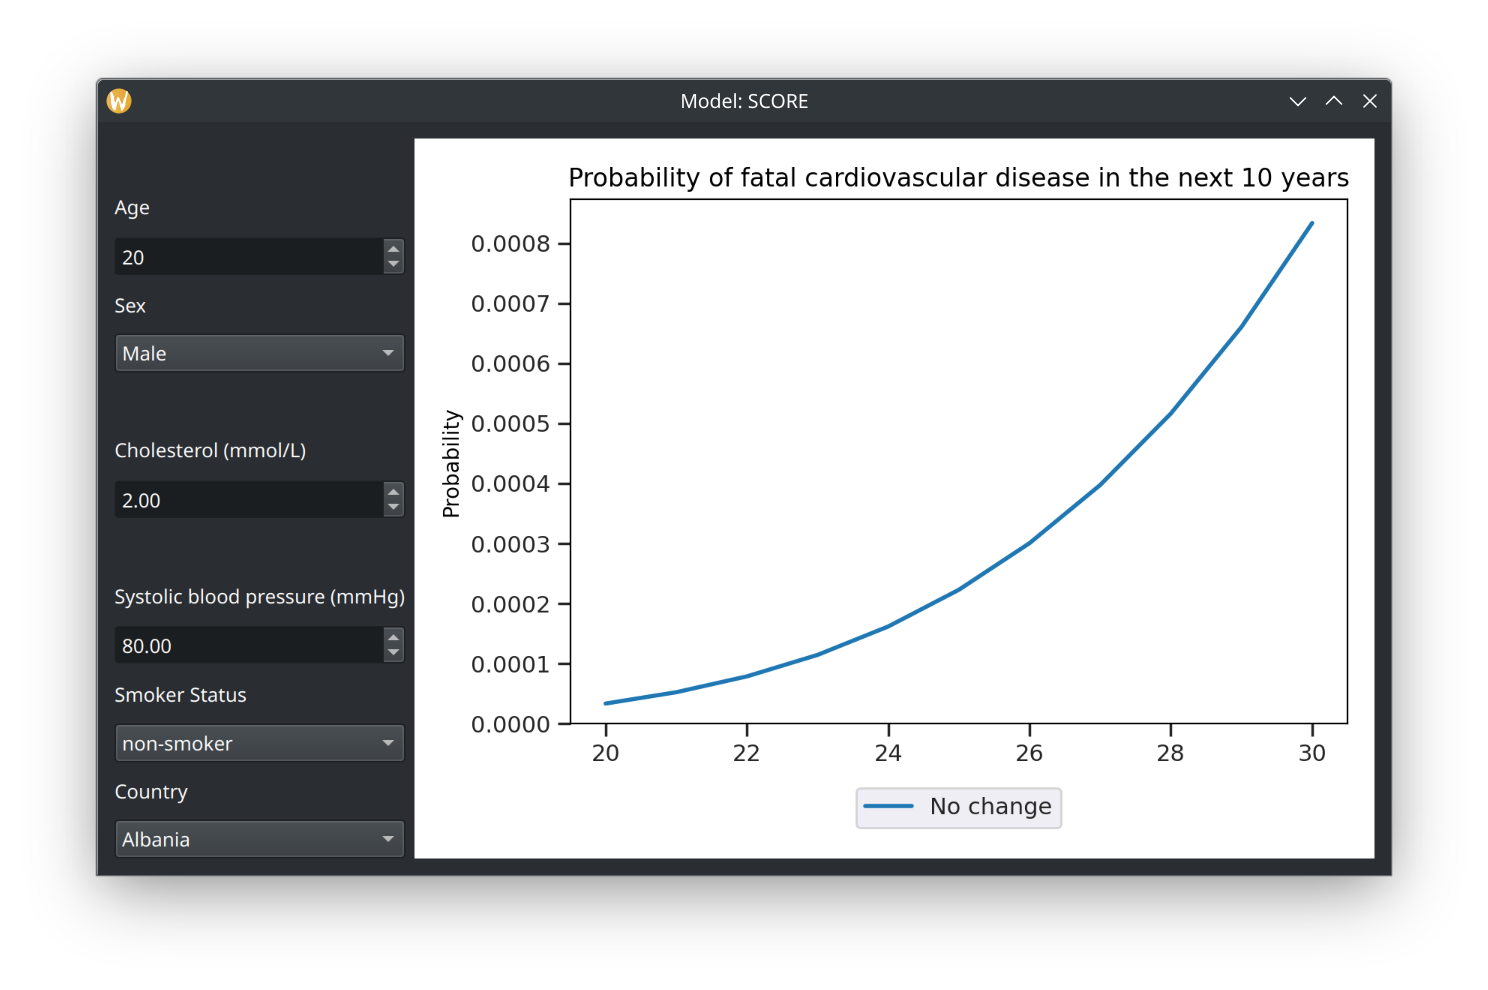 W
Model: SCORE
Age
20
Sex
Male
Cholesterol (mmol/L)
2.00
Systolic blood pressure (mmHg)
80.00
Smoker Status
non-smoker
Country
Albania
Probability of fatal cardiovascular disease in the next 10 years
Probability
0.0008
0.0007
0.0006
0.0005
0.0004
0.0003
0.0002
0.0001
0.0000
20 22 24 26 28 30
No change